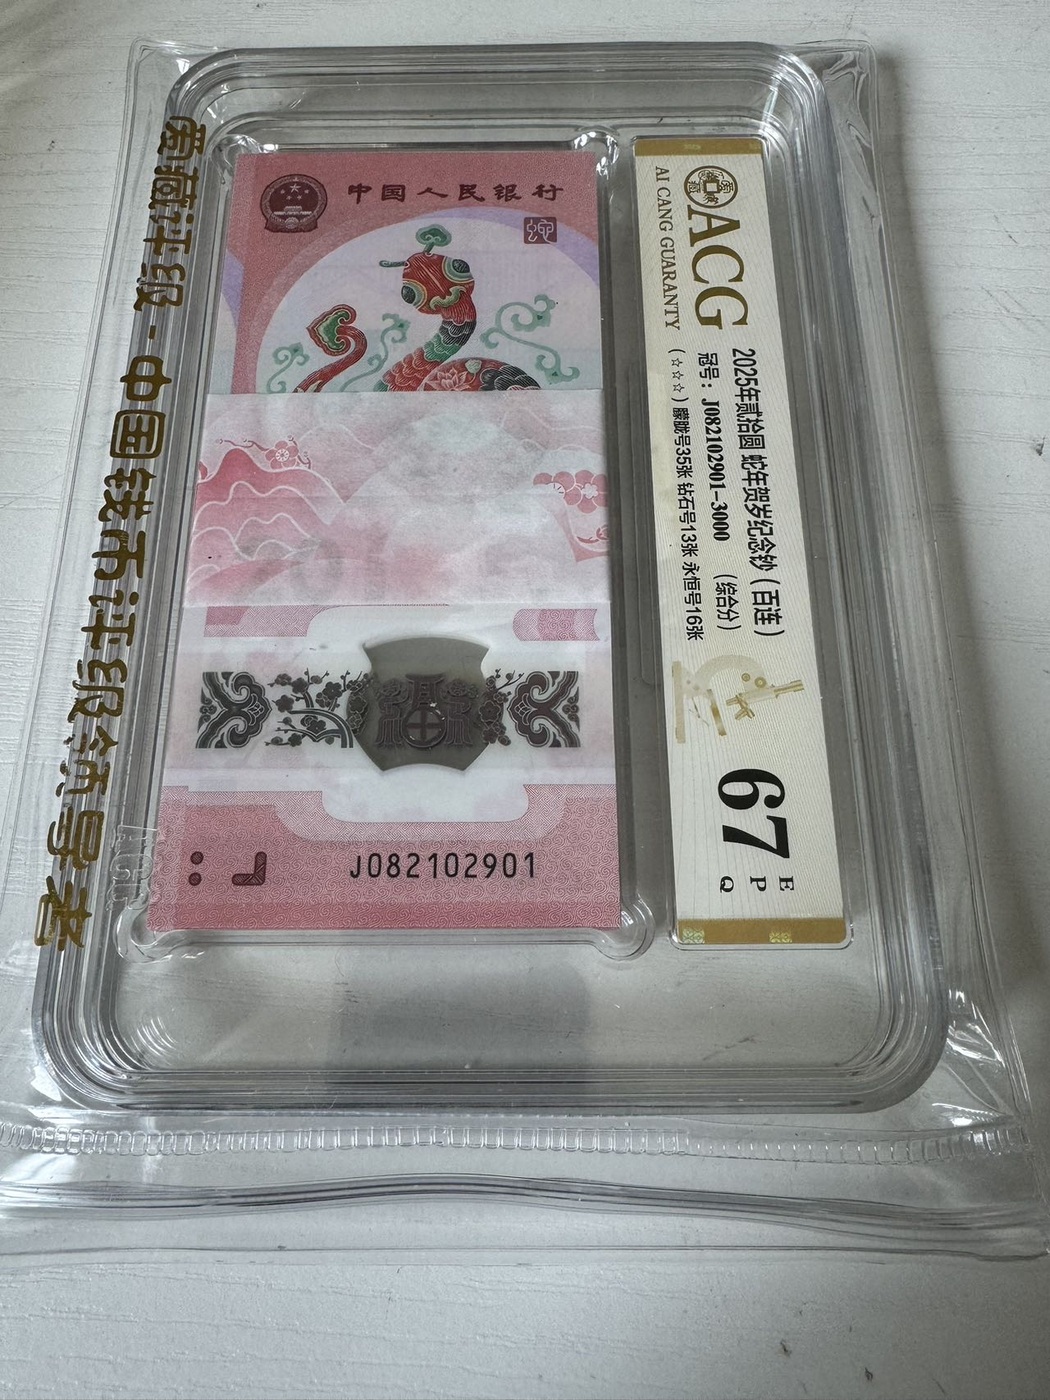 爱藏评级-中国钱币评级领导者
中国人民银行
J082102901
ACG
AI CANG GUARANTY
2025年贰拾圆 蛇年贺岁纪念钞（百连）
冠号：J082102901-3000 （综合分）
(☆☆☆) 爵眬号35张 钻石号13张 永恒号16张
67
E
P
Q